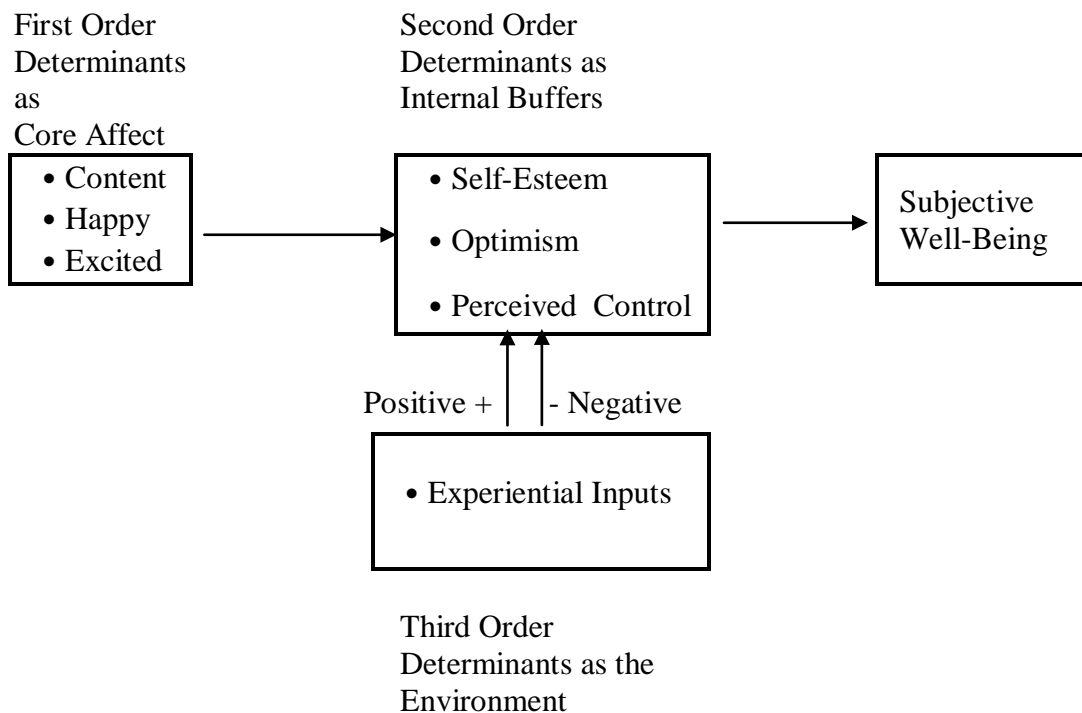 First Order
Determinants
as
Core Affect
• Content
• Happy
• Excited
Second Order
Determinants as
Internal Buffers
• Self-Esteem
• Optimism
• Perceived Control
Subjective
Well-Being
Positive + - Negative
• Experiential Inputs
Third Order
Determinants as the
Environment